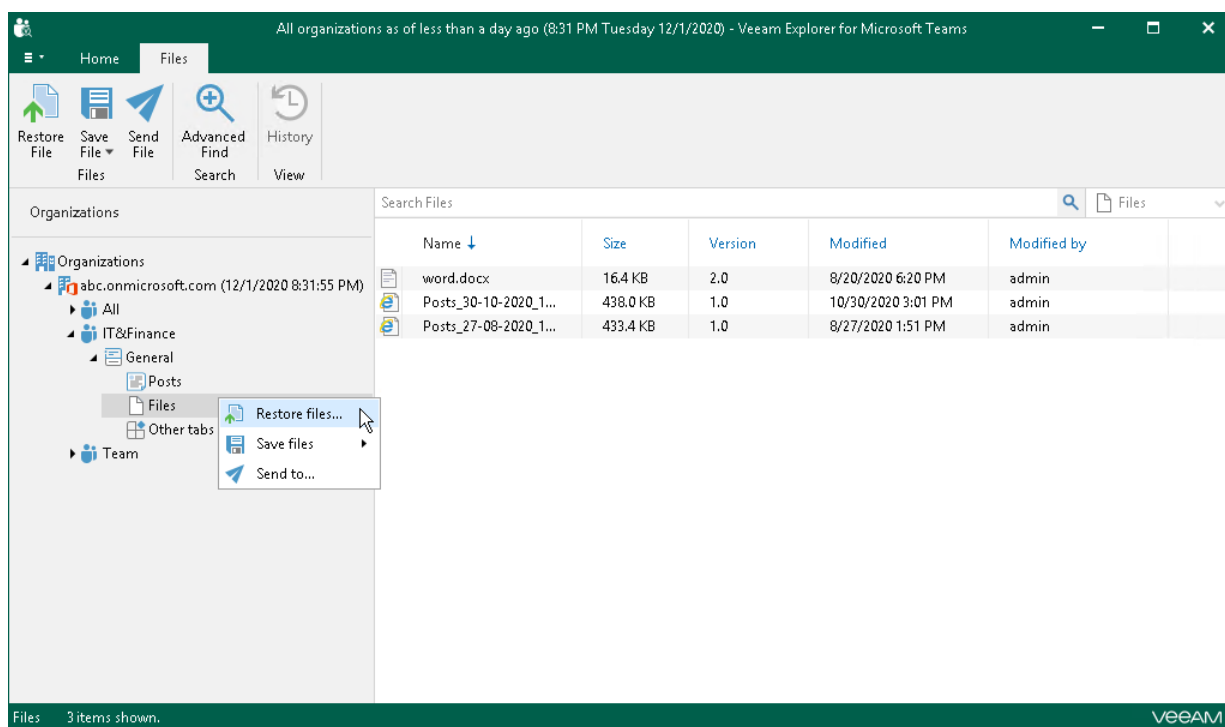 All organizations as of less than a day ago (8:31 PM Tuesday 12/1/2020) - Veeam Explorer for Microsoft Teams
Home Files
Restore File
Save File
Send File
Advanced Find
History
Files Search View
Organizations
Search Files
Files
Name Size Version Modified Modified by
word.docx 16.4 KB 2.0 8/20/2020 6:20 PM admin
Posts_30-10-2020_1... 438.0 KB 1.0 10/30/2020 3:01 PM admin
Posts_27-08-2020_1... 433.4 KB 1.0 8/27/2020 1:51 PM admin
Organizations
abc.onmicrosoft.com (12/1/2020 8:31:55 PM)
All
IT&Finance
General
Posts
Files
Other tabs
Team
Restore files...
Save files
Send to...
Files 3 items shown.
veeam